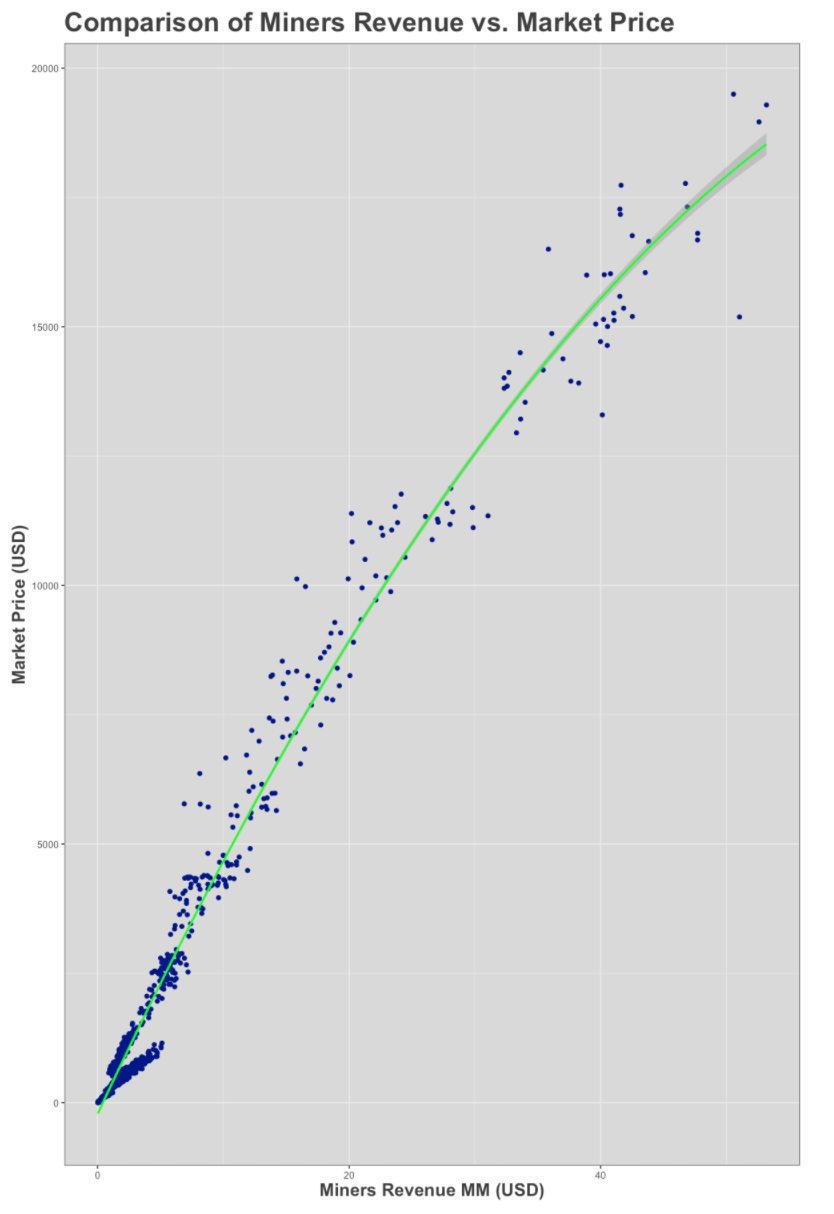 Comparison of Miners Revenue vs. Market Price
20000
15000
10000
5000
0
Market Price (USD)
0 20 40
Miners Revenue MM (USD)